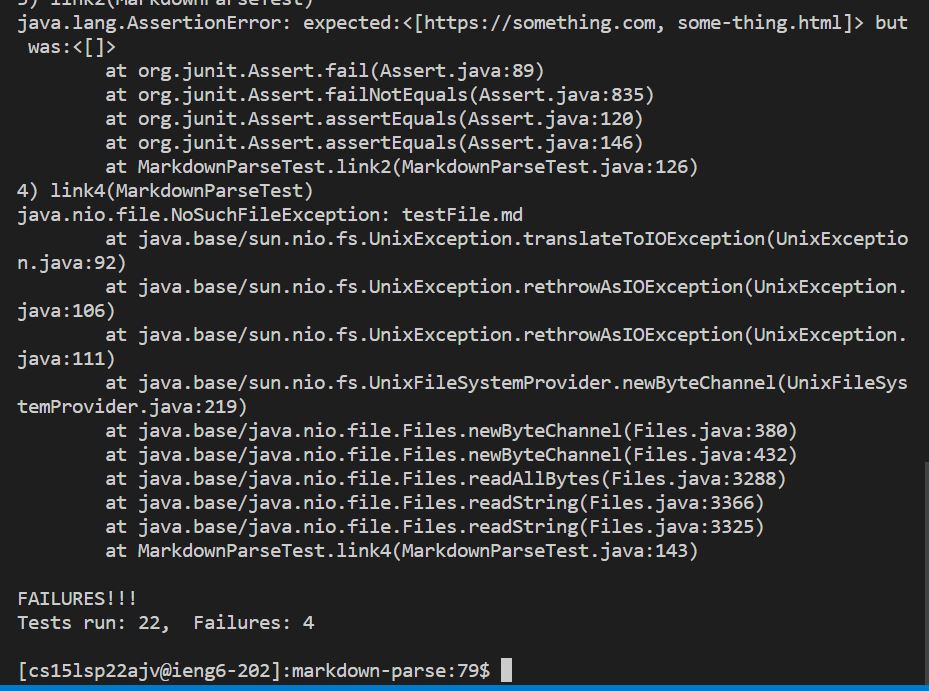 3) link2(MarkdownParseTest)
java.lang.AssertionError: expected:<[https://something.com, some-thing.html]> but
 was:<[]>
        at org.junit.Assert.fail(Assert.java:89)
        at org.junit.Assert.failNotEquals(Assert.java:835)
        at org.junit.Assert.assertEquals(Assert.java:120)
        at org.junit.Assert.assertEquals(Assert.java:146)
        at MarkdownParseTest.link2(MarkdownParseTest.java:126)
4) link4(MarkdownParseTest)
java.nio.file.NoSuchFileException: testFile.md
        at java.base/sun.nio.fs.UnixException.translateToIOException(UnixExceptio
n.java:92)
        at java.base/sun.nio.fs.UnixException.rethrowAsIOException(UnixException.
java:106)
        at java.base/sun.nio.fs.UnixException.rethrowAsIOException(UnixException.
java:111)
        at java.base/sun.nio.fs.UnixFileSystemProvider.newByteChannel(UnixFileSys
temProvider.java:219)
        at java.base/java.nio.file.Files.newByteChannel(Files.java:380)
        at java.base/java.nio.file.Files.newByteChannel(Files.java:432)
        at java.base/java.nio.file.Files.readAllBytes(Files.java:3288)
        at java.base/java.nio.file.Files.readString(Files.java:3366)
        at java.base/java.nio.file.Files.readString(Files.java:3325)
        at MarkdownParseTest.link4(MarkdownParseTest.java:143)

FAILURES!!!
Tests run: 22,  Failures: 4

[cs15lsp22ajv@ieng6-202]:markdown-parse:79$